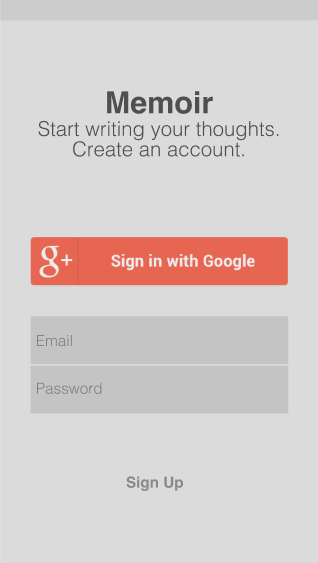 Memoir
Start writing your thoughts.
Create an account.
g+ Sign in with Google
Email
Password
Sign Up